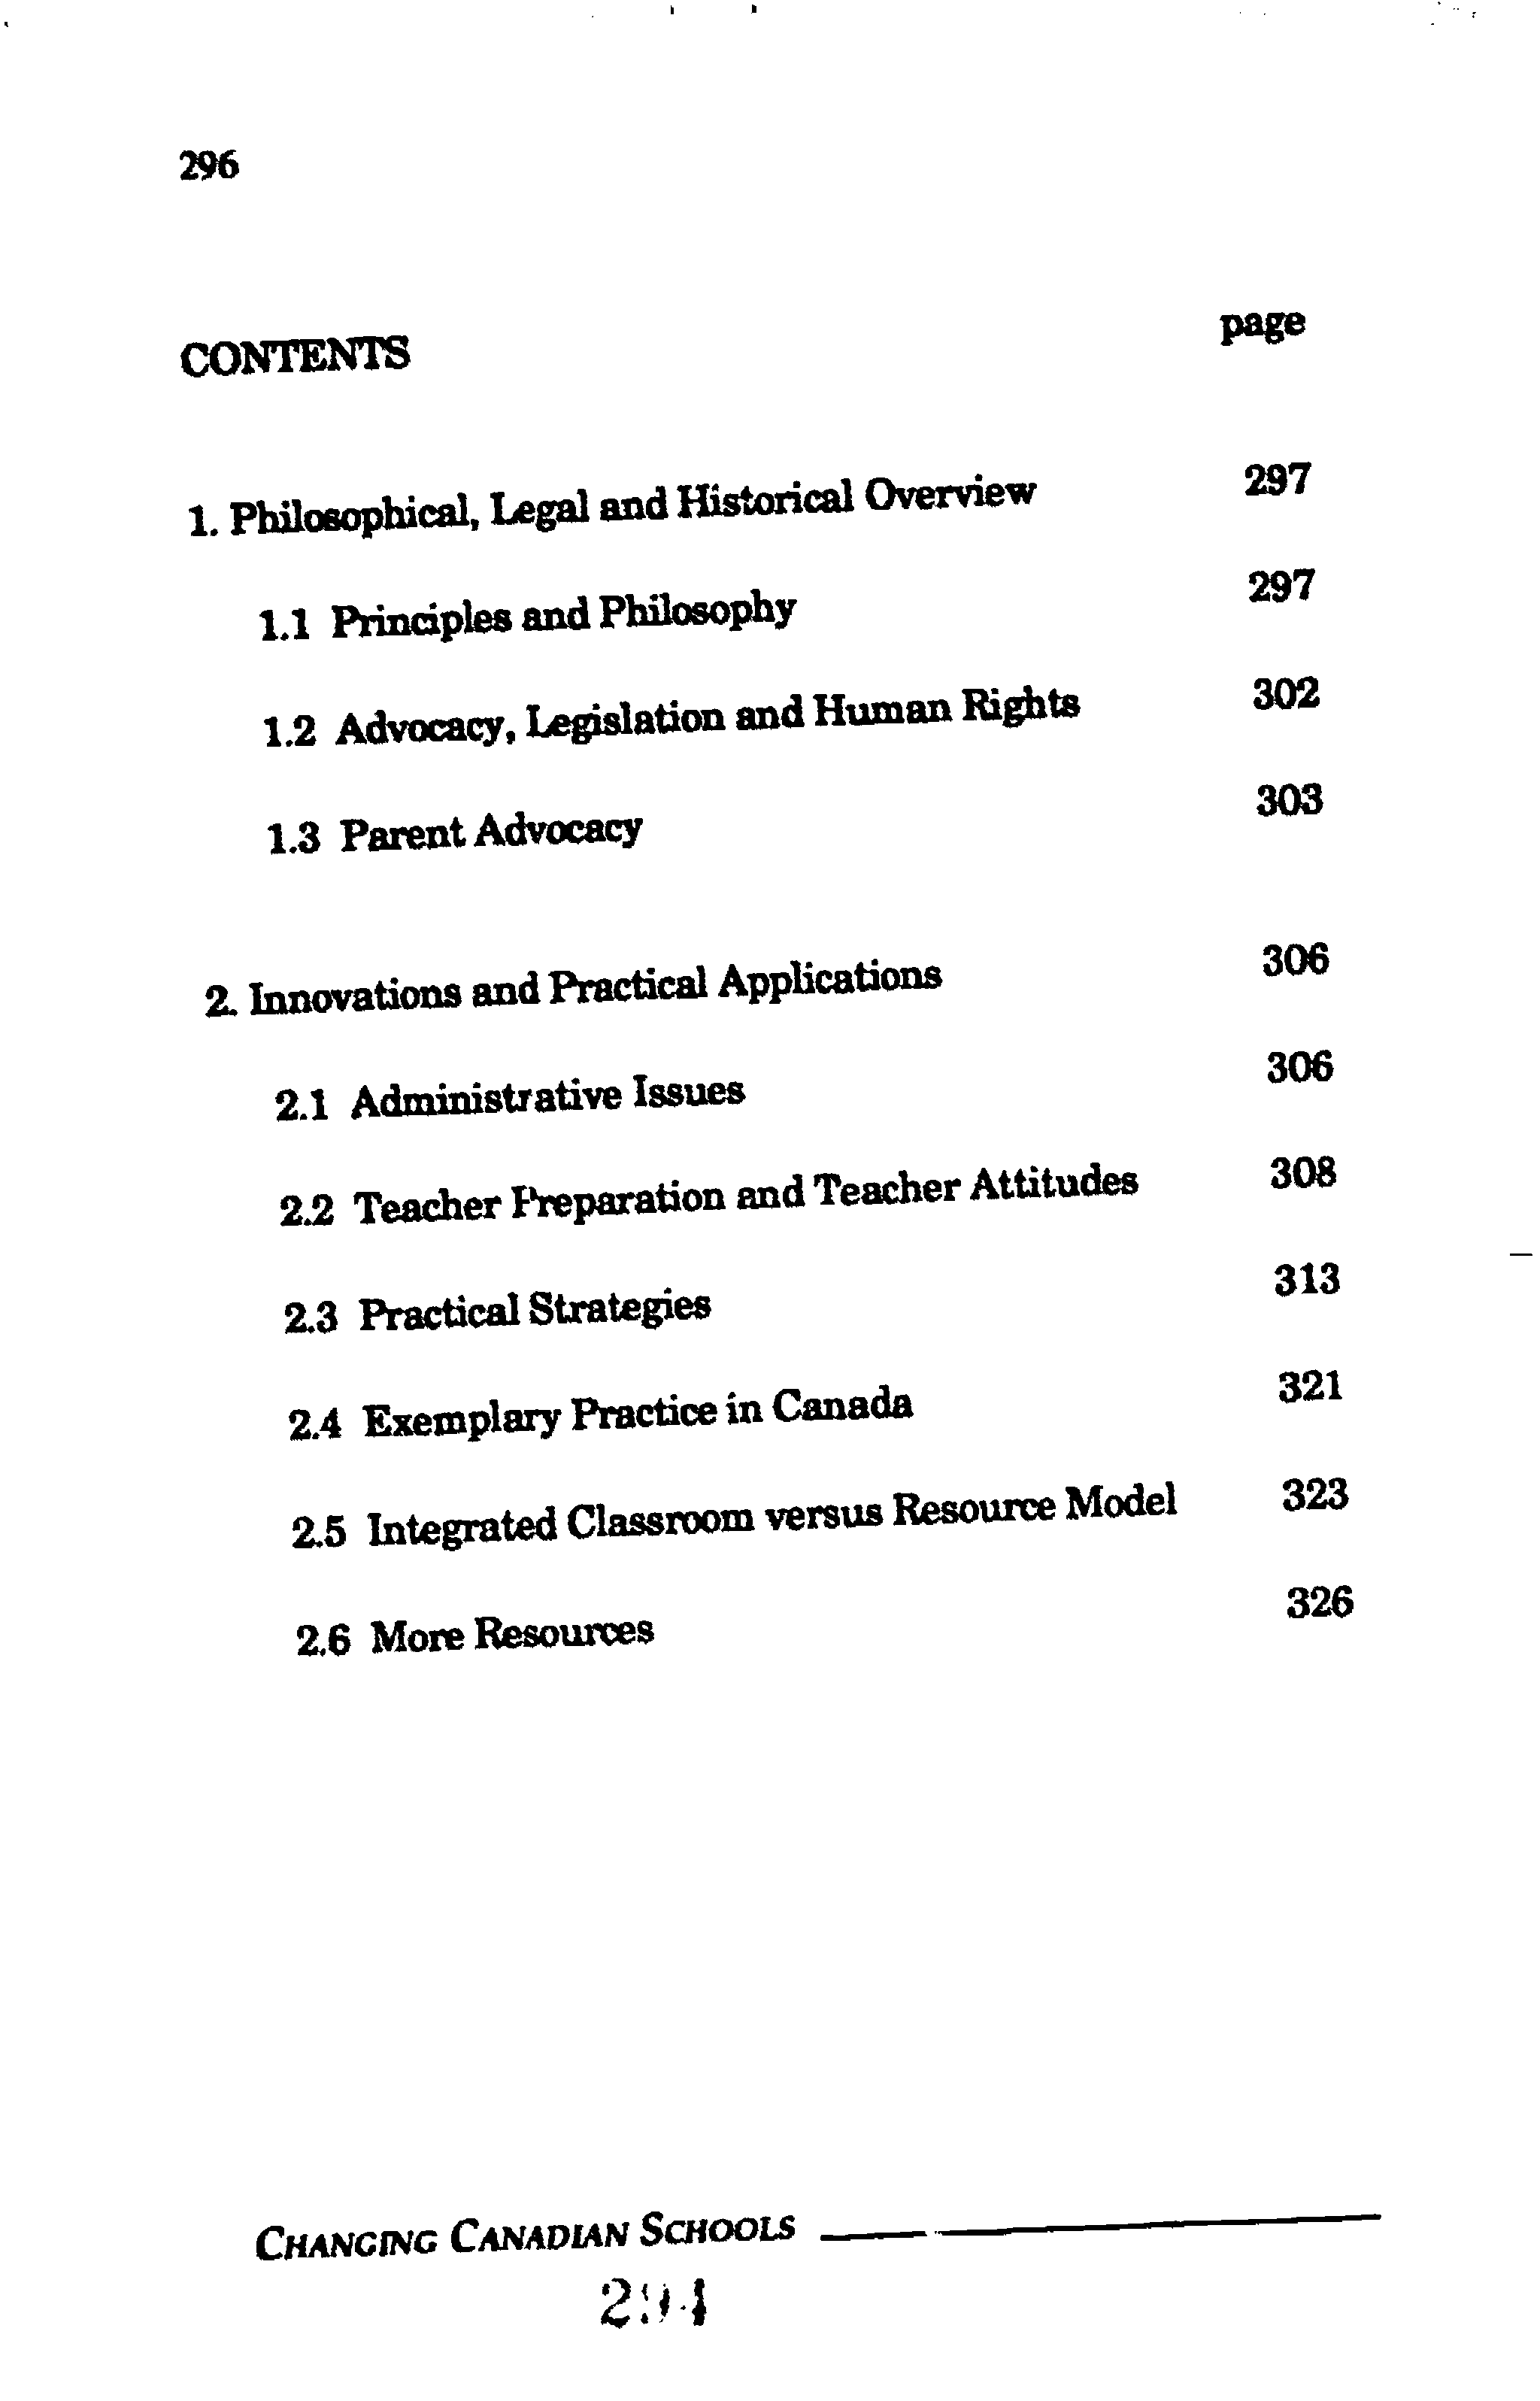 296
CONTENTS page
1. Philosophical, Legal and Historical Overview 297
1.1 Principles and Philosophy 297
1.2 Advocacy, Legislation and Human Rights 302
1.3 Parent Advocacy 303
2. Innovations and Practical Applications 306
2.1 Administrative Issues 306
2.2 Teacher Preparation and Teacher Attitudes 308
2.3 Practical Strategies 313
2.4 Exemplary Practice in Canada 321
2.5 Integrated Classroom versus Resource Model 323
2.6 More Resources 326
CHANGING CANADIAN SCHOOLS
294